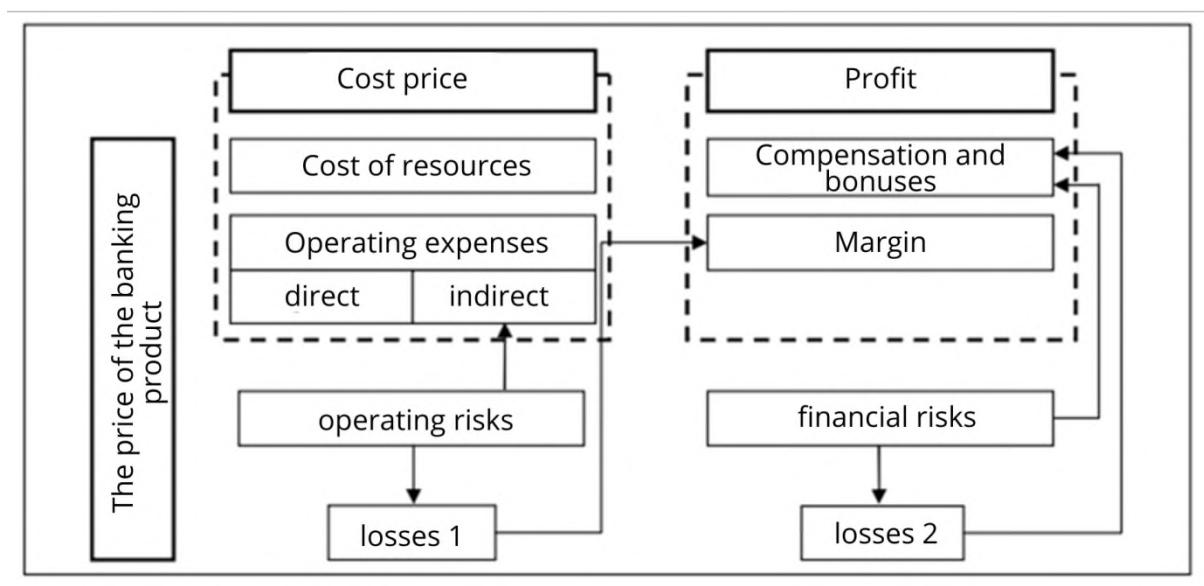 The price of the banking
product
Cost price
Cost of resources
Operating expenses
direct
indirect
operating risks
losses 1
Profit
Compensation and
bonuses
Margin
financial risks
losses 2